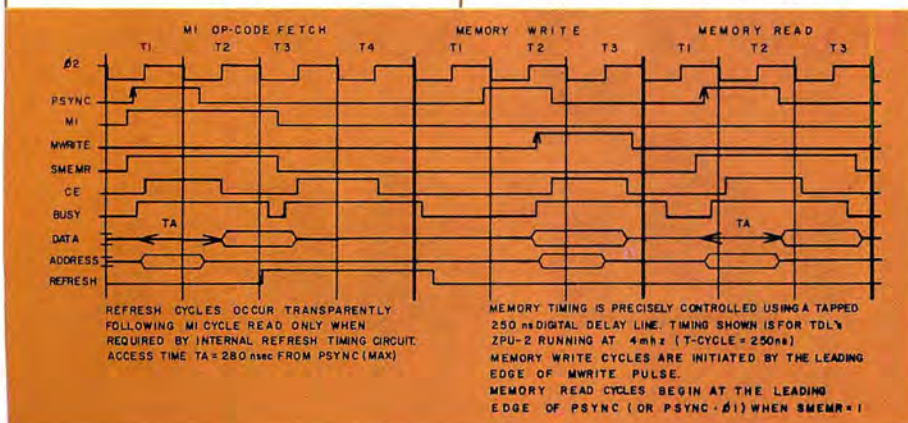 MI OP-CODE FETCH MEMORY WRITE MEMORY READ
T1 T2 T3 T4 T1 T2 T3 T1 T2 T3
Ø2
PSYNC
MI
MWRITE
SMEMR
CE
BUSY
TA TA
DATA
ADDRESS
REFRESH
REFRESH CYCLES OCCUR TRANSPARENTLY
FOLLOWING MI CYCLE READ ONLY WHEN
REQUIRED BY INTERNAL REFRESH TIMING CIRCUIT.
ACCESS TIME TA = 280 nsec FROM PSYNC (MAX)
MEMORY TIMING IS PRECISELY CONTROLLED USING A TAPPED
250 ns DIGITAL DELAY LINE. TIMING SHOWN IS FOR TDL's
ZPU-2 RUNNING AT 4mhz (T-CYCLE = 250ns)
MEMORY WRITE CYCLES ARE INITIATED BY THE LEADING
EDGE OF MWRITE PULSE.
MEMORY READ CYCLES BEGIN AT THE LEADING
EDGE OF PSYNC (OR PSYNC · Ø1) WHEN SMEMR = 1